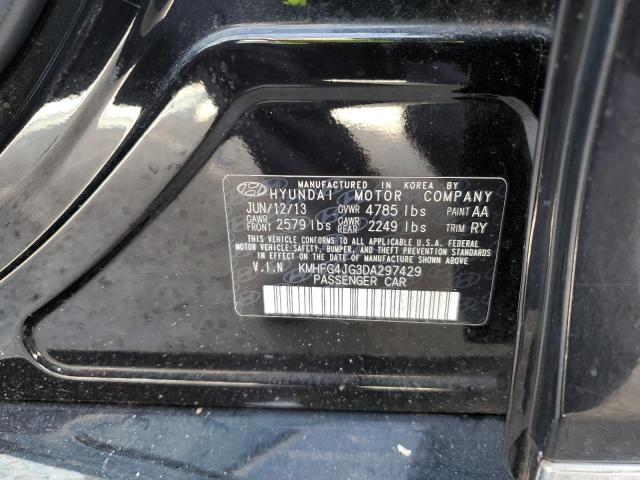 MANUFACTURED IN KOREA BY
HYUNDAI MOTOR COMPANY
JUN/12/13 GVWR 4785 lbs PAINT AA
GAWR FRONT 2579 lbs GAWR REAR 2249 lbs TRIM RY
THIS VEHICLE CONFORMS TO ALL APPLICABLE U.S.A. FEDERAL
MOTOR VEHICLE SAFETY, BUMPER, AND THEFT PREVENTION STANDARDS
IN EFFECT ON THE DATE OF MANUFACTURE SHOWN ABOVE.
V.I.N KMHFG4JG3DA297429
PASSENGER CAR